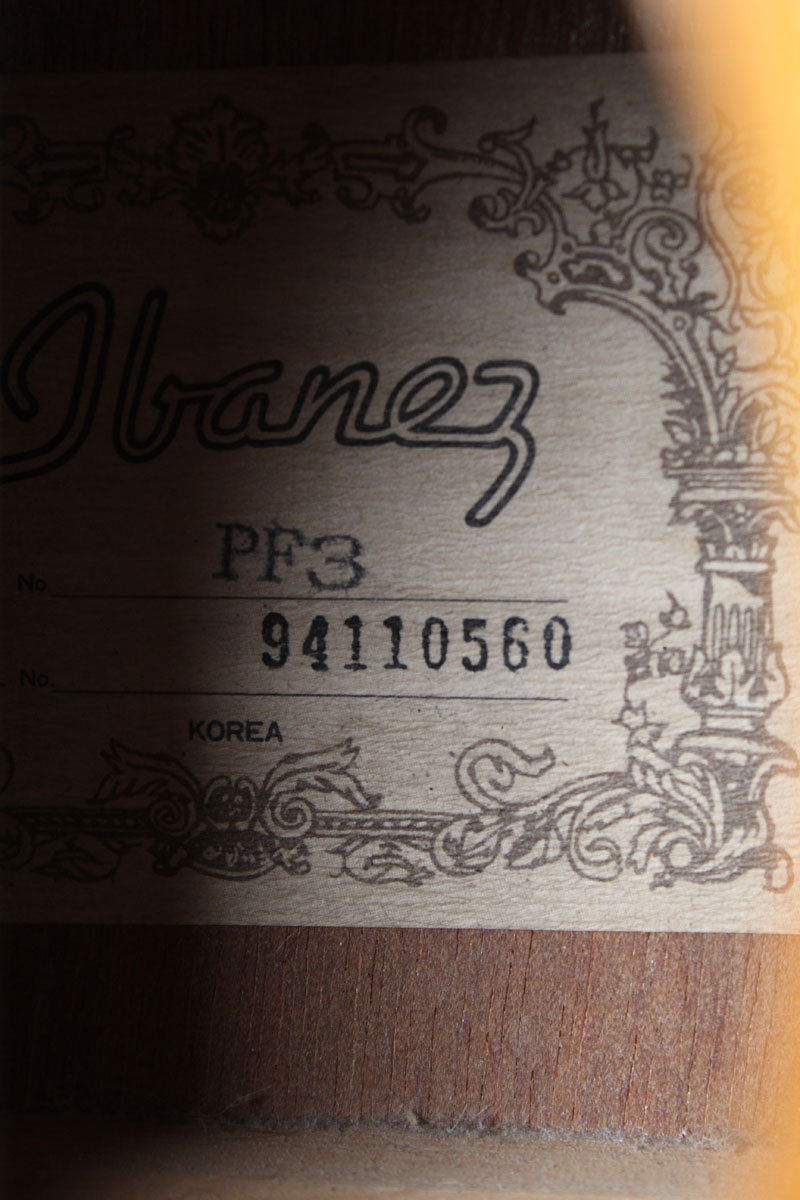 Ibanez
No. PF3
94110560
. No.
KOREA